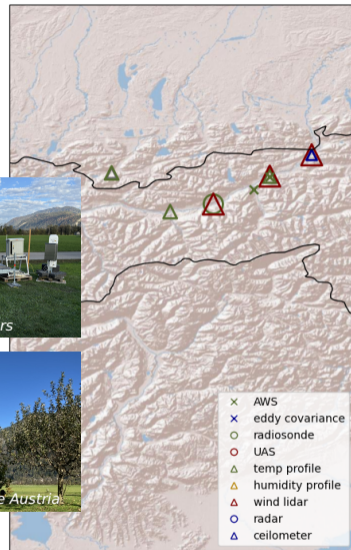 rs
e Austria
AWS
eddy covariance
radiosonde
UAS
temp profile
humidity profile
wind lidar
radar
ceilometer